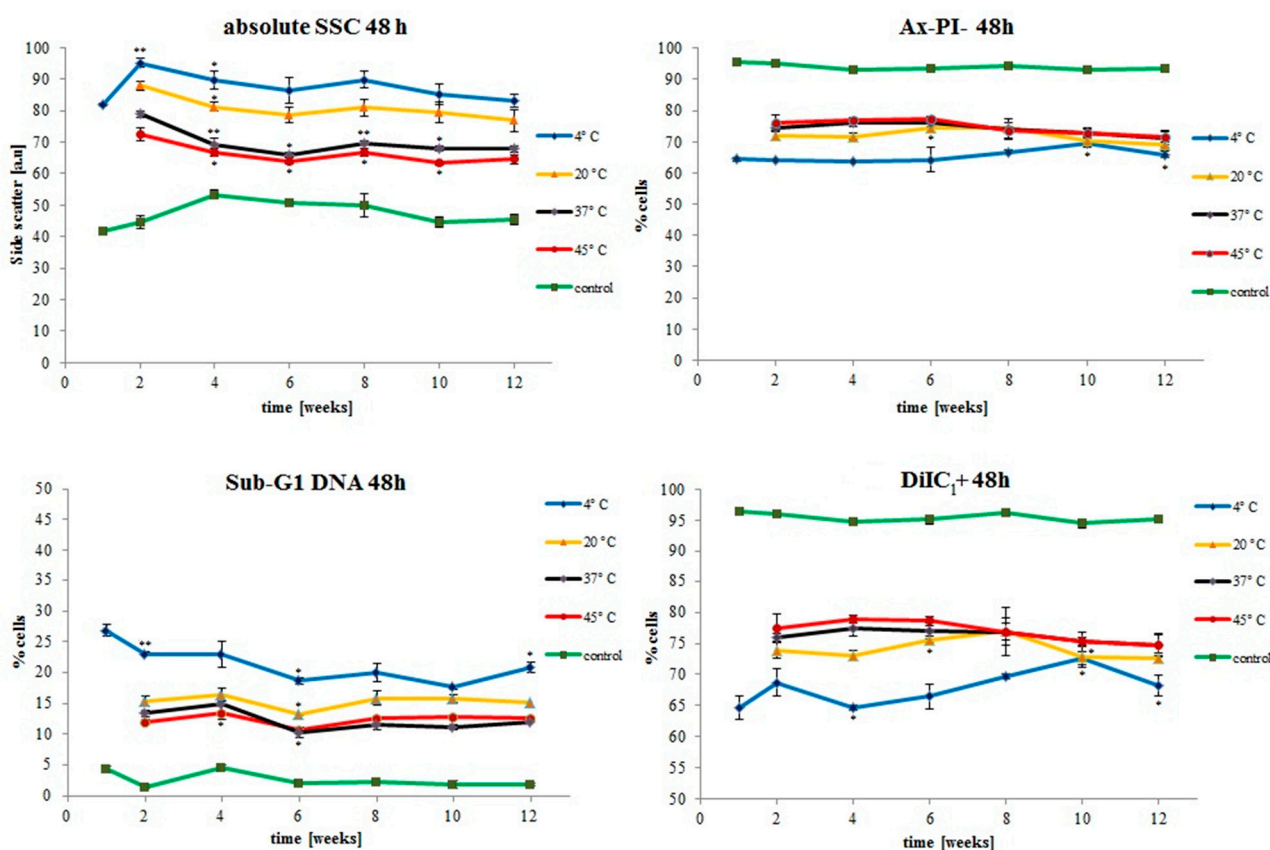 absolute SSC 48 h
Side scatter [a.u]
100
90
80
70
60
50
40
30
20
10
0
** * * ** * ** * * * * *
0 2 4 6 8 10 12
time [weeks]
4° C
20 °C
37° C
45° C
control
Ax-PI- 48h
% cells
100
90
80
70
60
50
40
30
20
10
0
* * *
0 2 4 6 8 10 12
time [weeks]
4° C
20 °C
37° C
45° C
control
Sub-G1 DNA 48h
% cells
50
45
40
35
30
25
20
15
10
5
0
** * * * * *
0 2 4 6 8 10 12
time [weeks]
4° C
20 °C
37° C
45° C
control
DilC1+ 48h
% cells
100
95
90
85
80
75
70
65
60
55
50
* * * * *
0 2 4 6 8 10 12
time [weeks]
4° C
20 °C
37° C
45° C
control